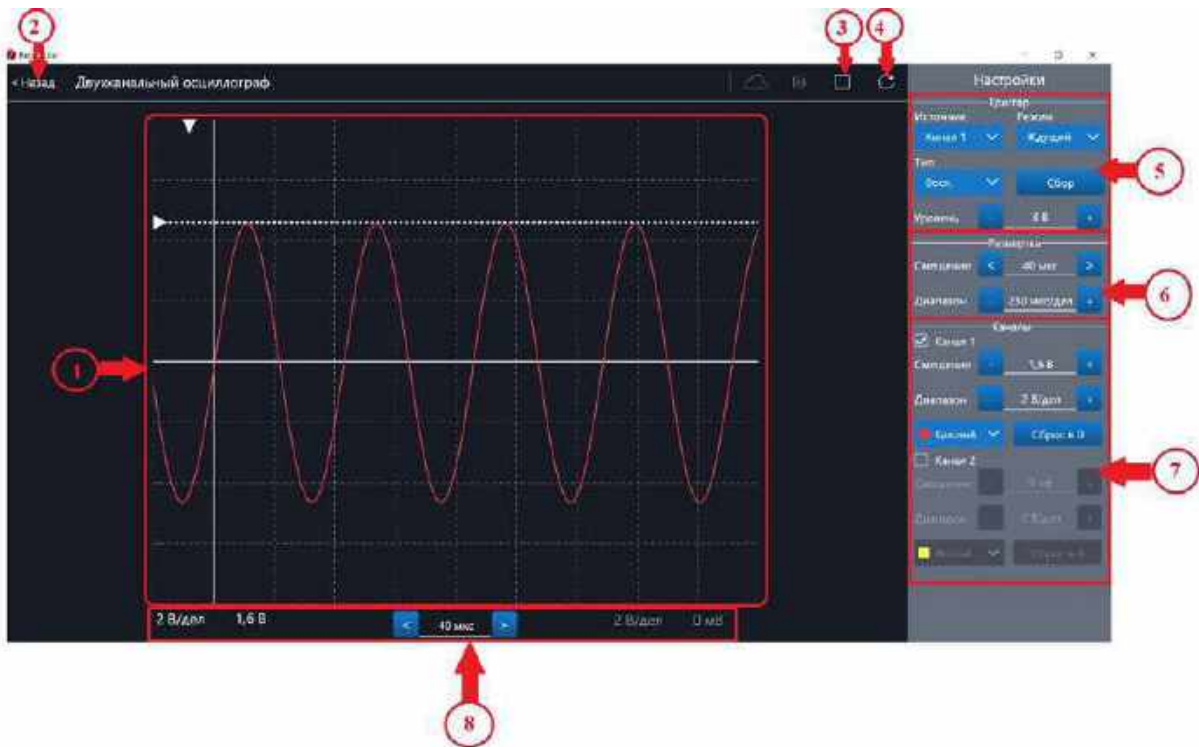 2
3
4
< Назад
Двухканальный осциллограф
Настройки
Триггер
Источник
Режим
Канал 1
Ждущий
Тип
Восх.
Сбор
5
Уровень
- 
+
Развертка
Смещение
<
40 мкс
>
6
Диапазон
-
250 мкс/дел
+
Каналы
Канал 1
Смещение
-
1,6 В
+
1
Диапазон
-
2 В/дел
+
Красный
Сброс в 0
Канал 2
7
Смещение
Диапазон
Сброс в 0
2 В/дел
1,6 В
<
40 мкс
>
2 В/дел
0 мВ
8